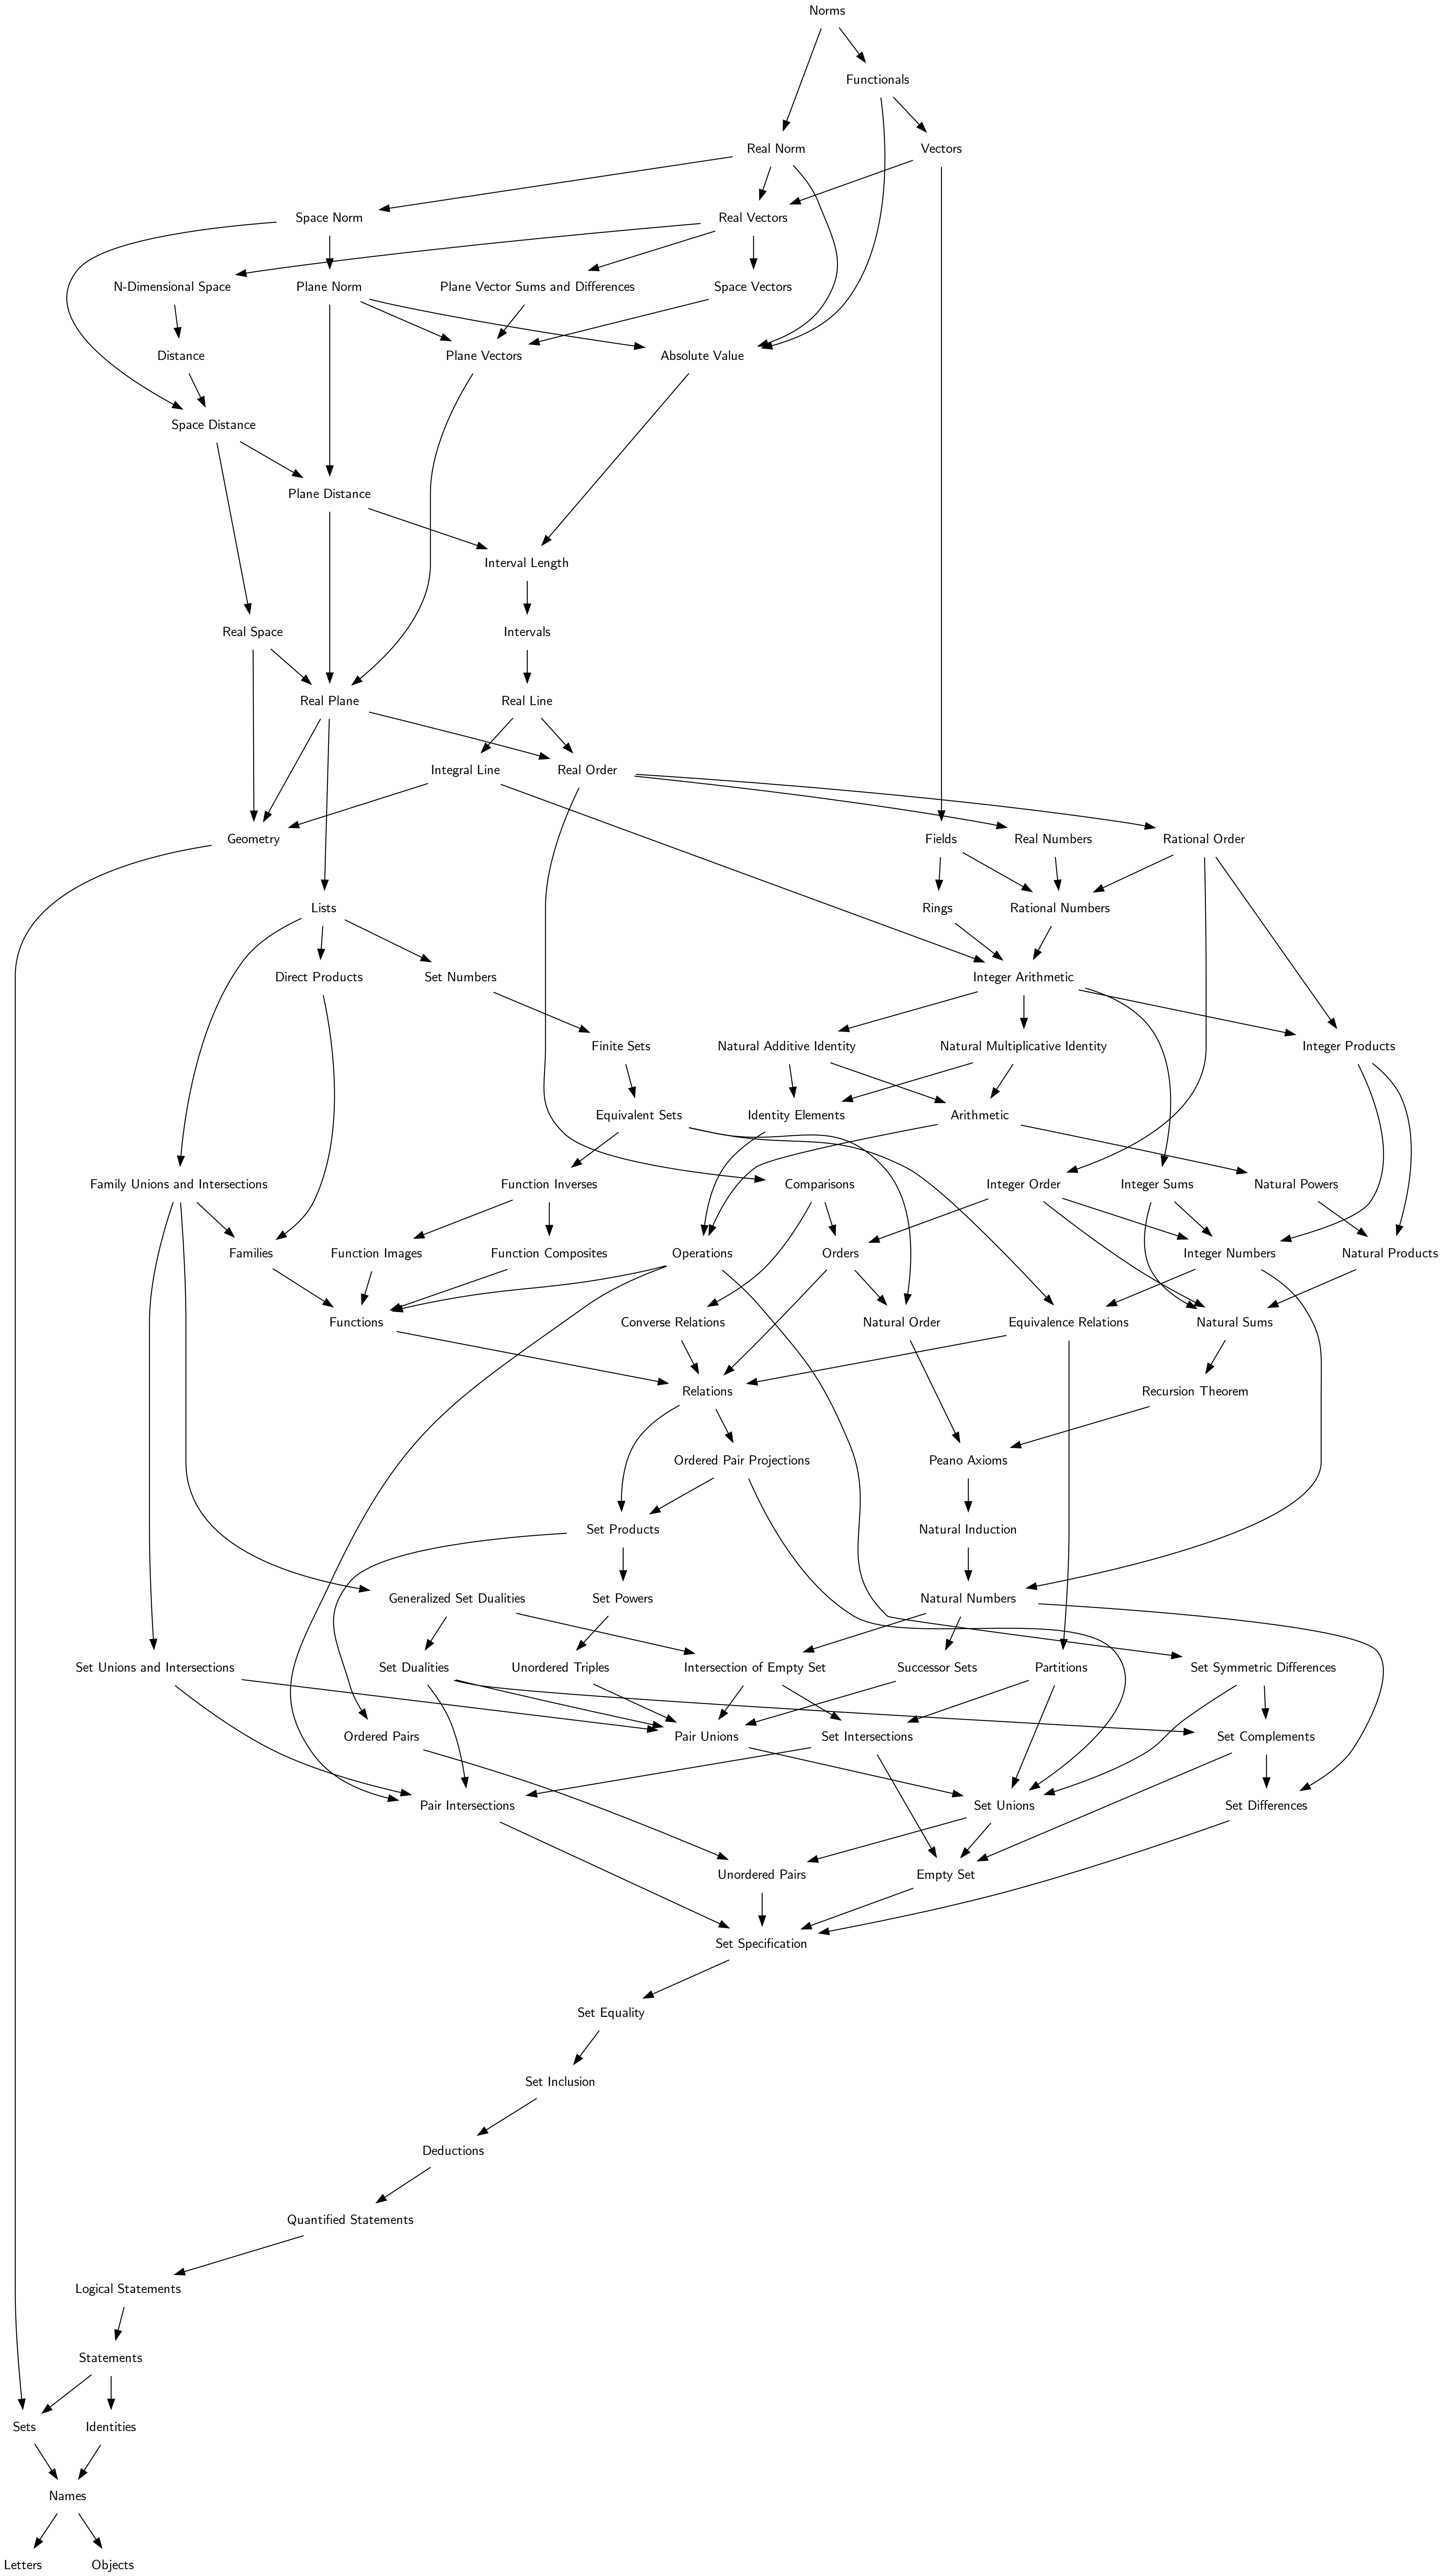 Norms
Functionals
Real Norm
Vectors
Space Norm
Real Vectors
N-Dimensional Space
Plane Norm
Plane Vector Sums and Differences
Space Vectors
Distance
Plane Vectors
Absolute Value
Space Distance
Plane Distance
Interval Length
Real Space
Intervals
Real Plane
Real Line
Integral Line
Real Order
Geometry
Fields
Real Numbers
Rational Order
Lists
Rings
Rational Numbers
Direct Products
Set Numbers
Integer Arithmetic
Finite Sets
Natural Additive Identity
Natural Multiplicative Identity
Integer Products
Equivalent Sets
Identity Elements
Arithmetic
Family Unions and Intersections
Function Inverses
Comparisons
Integer Order
Integer Sums
Natural Powers
Families
Function Images
Function Composites
Operations
Orders
Integer Numbers
Natural Products
Functions
Converse Relations
Natural Order
Equivalence Relations
Natural Sums
Relations
Recursion Theorem
Ordered Pair Projections
Peano Axioms
Set Products
Natural Induction
Generalized Set Dualities
Set Powers
Natural Numbers
Set Unions and Intersections
Set Dualities
Unordered Triples
Intersection of Empty Set
Successor Sets
Partitions
Set Symmetric Differences
Ordered Pairs
Pair Unions
Set Intersections
Set Complements
Pair Intersections
Set Unions
Set Differences
Unordered Pairs
Empty Set
Set Specification
Set Equality
Set Inclusion
Deductions
Quantified Statements
Logical Statements
Statements
Sets
Identities
Names
Letters
Objects